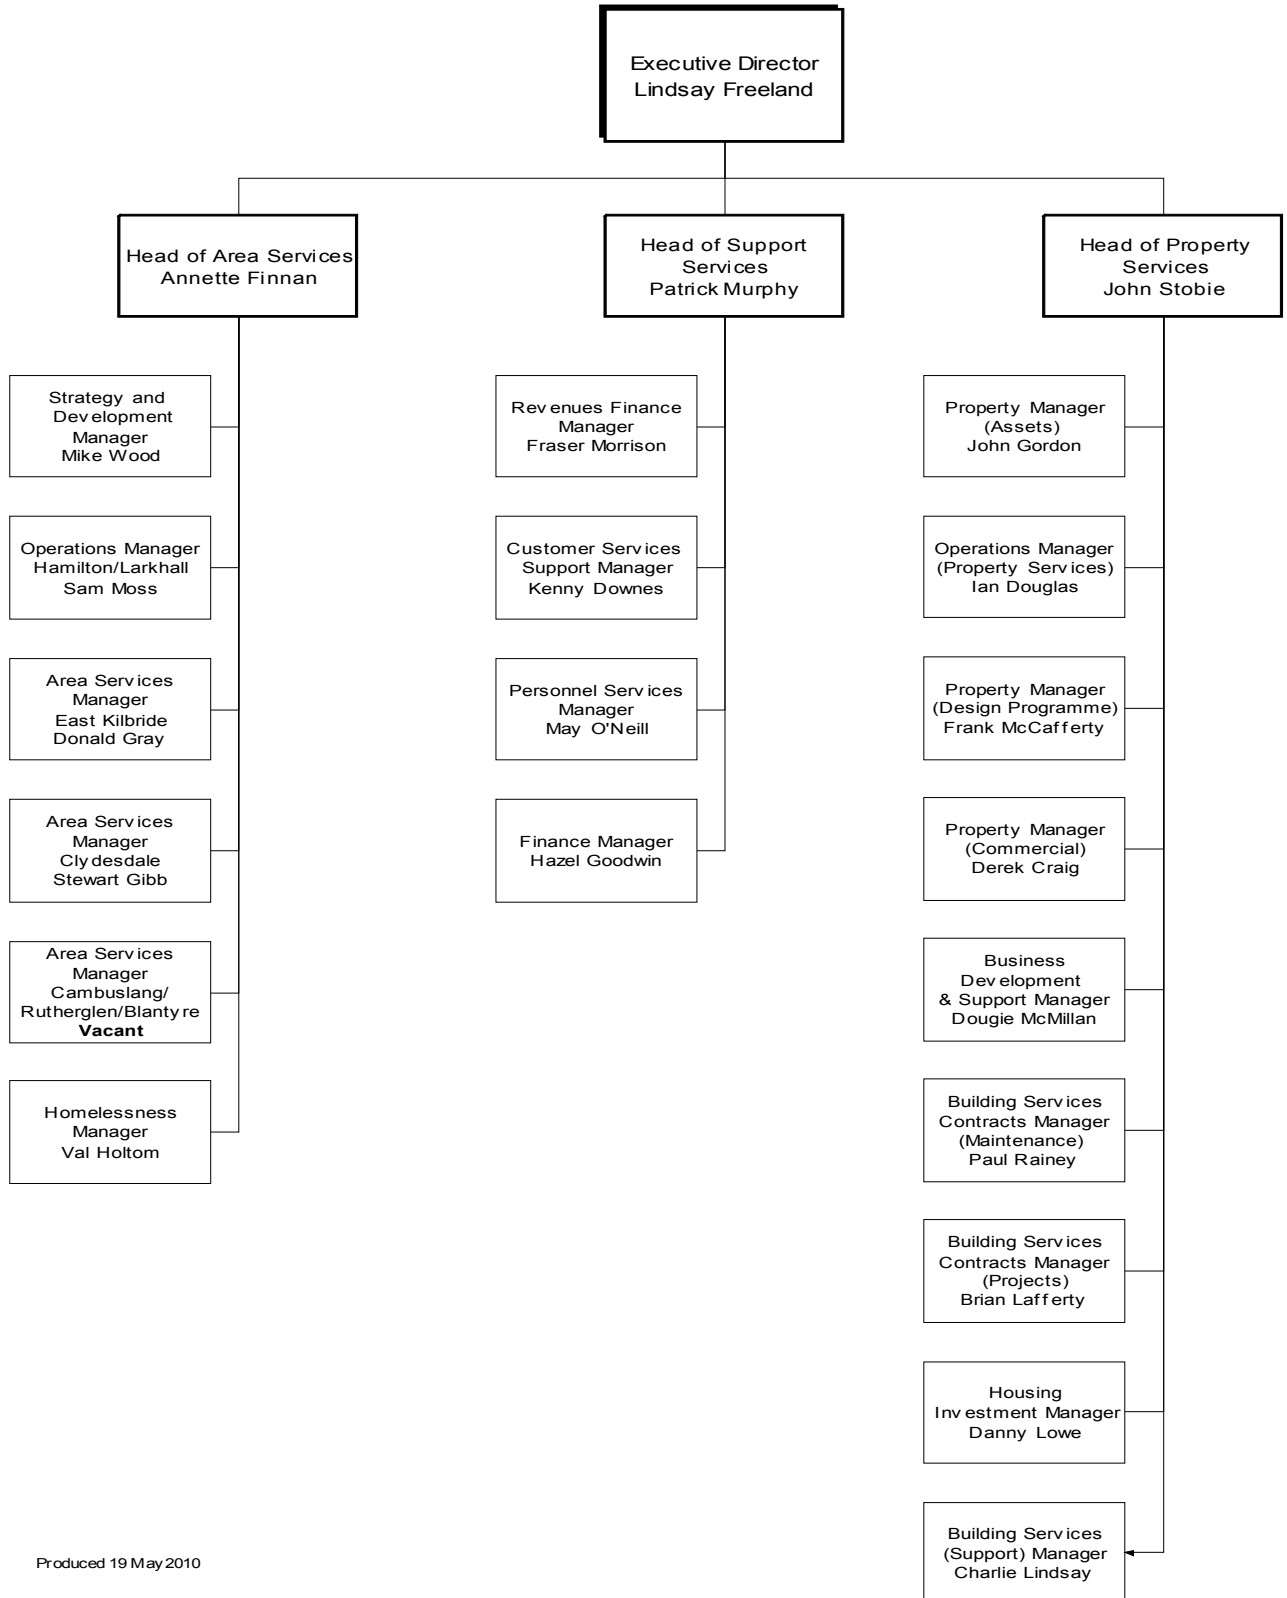 Executive Director
Lindsay Freeland
Head of Area Services
Annette Finnan
Head of Support
Services
Patrick Murphy
Head of Property
Services
John Stobie
Strategy and
Development
Manager
Mike Wood
Operations Manager
Hamilton/Larkhall
Sam Moss
Area Services
Manager
East Kilbride
Donald Gray
Area Services
Manager
Clydesdale
Stewart Gibb
Area Services
Manager
Cambuslang/
Rutherglen/Blantyre
Vacant
Homelessness
Manager
Val Holtom
Revenues Finance
Manager
Fraser Morrison
Customer Services
Support Manager
Kenny Downes
Personnel Services
Manager
May O'Neill
Finance Manager
Hazel Goodwin
Property Manager
(Assets)
John Gordon
Operations Manager
(Property Services)
Ian Douglas
Property Manager
(Design Programme)
Frank McCafferty
Property Manager
(Commercial)
Derek Craig
Business
Development
& Support Manager
Dougie McMillan
Building Services
Contracts Manager
(Maintenance)
Paul Rainey
Building Services
Contracts Manager
(Projects)
Brian Lafferty
Housing
Investment Manager
Danny Lowe
Building Services
(Support) Manager
Charlie Lindsay
Produced 19 May 2010